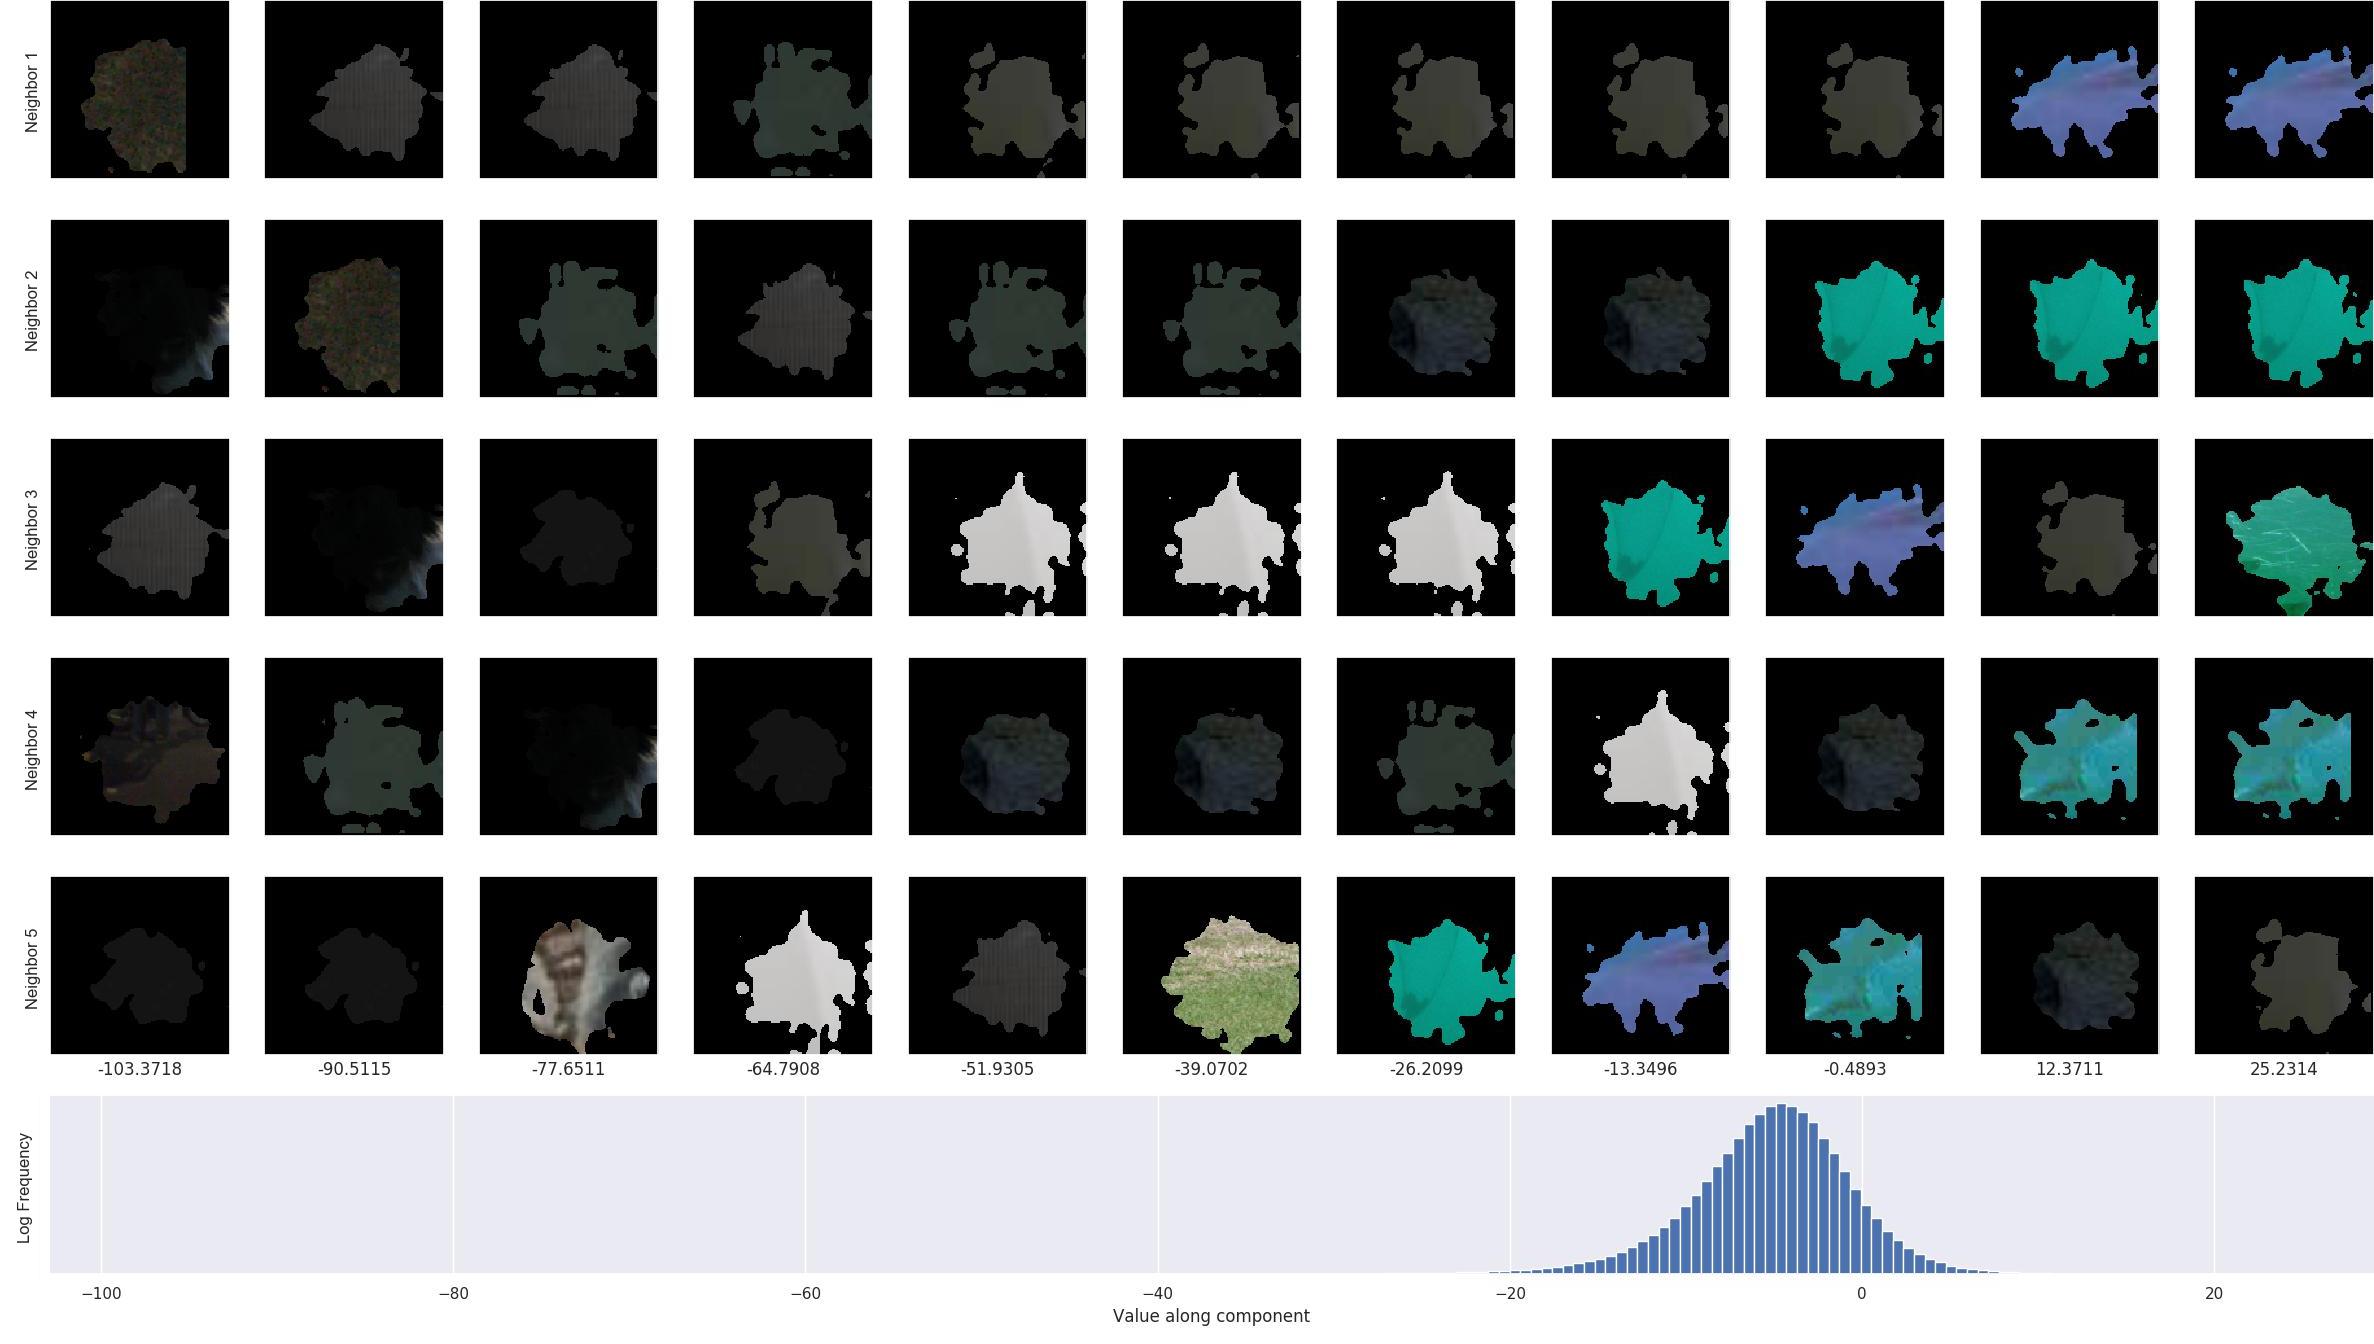 Neighbor 1
Neighbor 2
Neighbor 3
Neighbor 4
Neighbor 5
-103.3718 -90.5115 -77.6511 -64.7908 -51.9305 -39.0702 -26.2099 -13.3496 -0.4893 12.3711 25.2314
Log Frequency
−100 −80 −60 −40 −20 0 20
Value along component